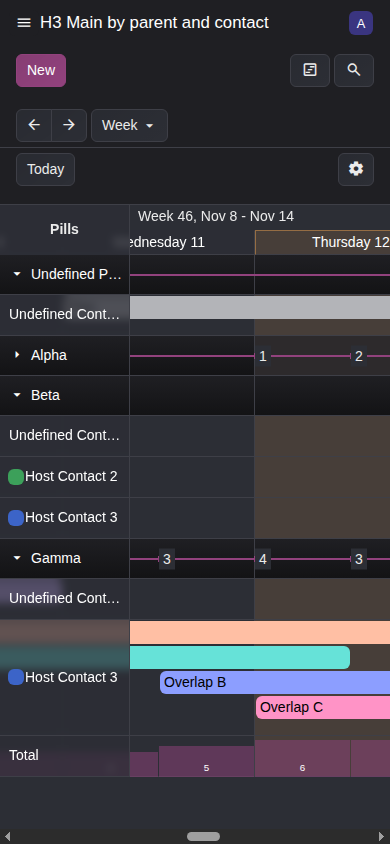 H3 Main by parent and contact
A
New
Week
Today
Pills
Week 46, Nov 8 - Nov 14
ednesday 11
Thursday 12
Undefined P…
Undefined Cont…
Alpha
1
2
Beta
Undefined Cont…
Host Contact 2
Host Contact 3
Gamma
3
4
3
Undefined Cont…
Host Contact 3
Overlap B
Overlap C
Total
5
6